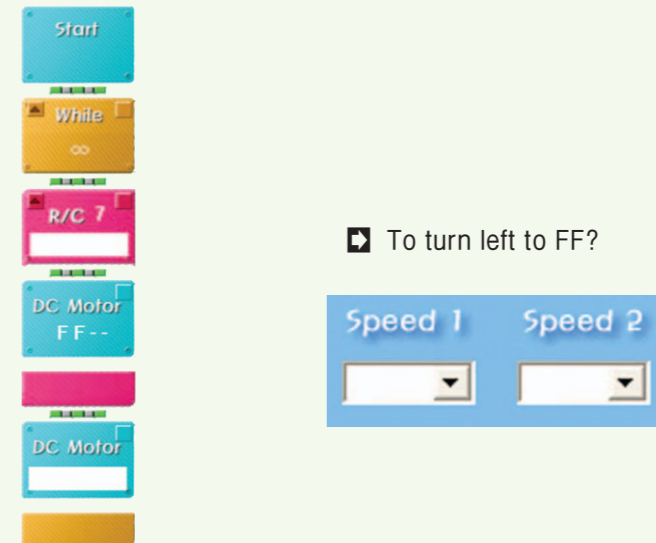 Start
While
∞
R/C 7
DC Motor
FF--
DC Motor
To turn left to FF?
Speed 1 Speed 2